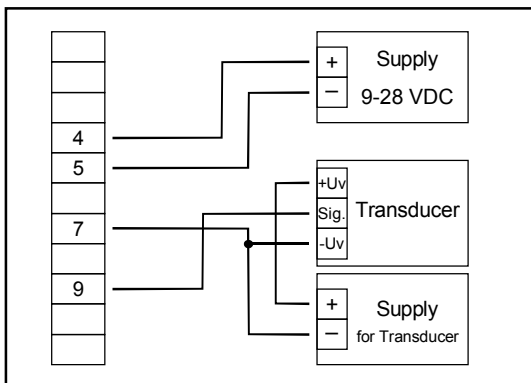 4
5
7
9
+
−
Supply
9-28 VDC
+Uv
Sig.
-Uv
Transducer
+
−
Supply
for Transducer